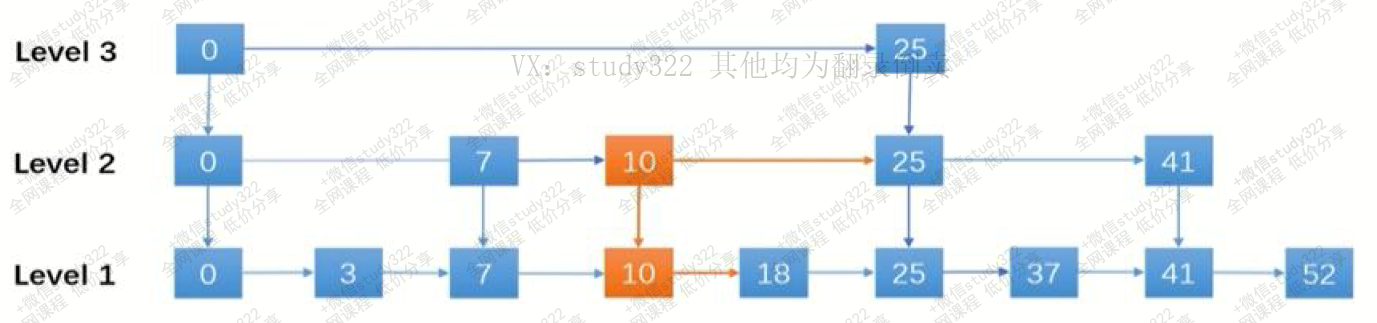 Level 3 0 25
VX: study322 其他均为翻录倒卖
Level 2 0 7 10 25 41
Level 1 0 3 7 10 18 25 37 41 52
+微信study322
全网课程 低价分享